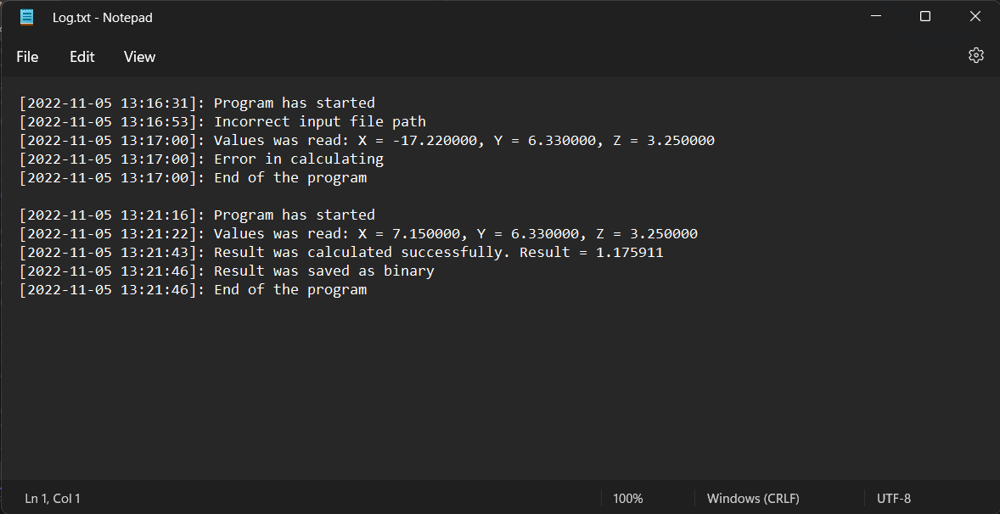 Log.txt - Notepad
File Edit View
[2022-11-05 13:16:31]: Program has started
[2022-11-05 13:16:53]: Incorrect input file path
[2022-11-05 13:17:00]: Values was read: X = -17.220000, Y = 6.330000, Z = 3.250000
[2022-11-05 13:17:00]: Error in calculating
[2022-11-05 13:17:00]: End of the program
[2022-11-05 13:21:16]: Program has started
[2022-11-05 13:21:22]: Values was read: X = 7.150000, Y = 6.330000, Z = 3.250000
[2022-11-05 13:21:43]: Result was calculated successfully. Result = 1.175911
[2022-11-05 13:21:46]: Result was saved as binary
[2022-11-05 13:21:46]: End of the program
Ln 1, Col 1 100% Windows (CRLF) UTF-8